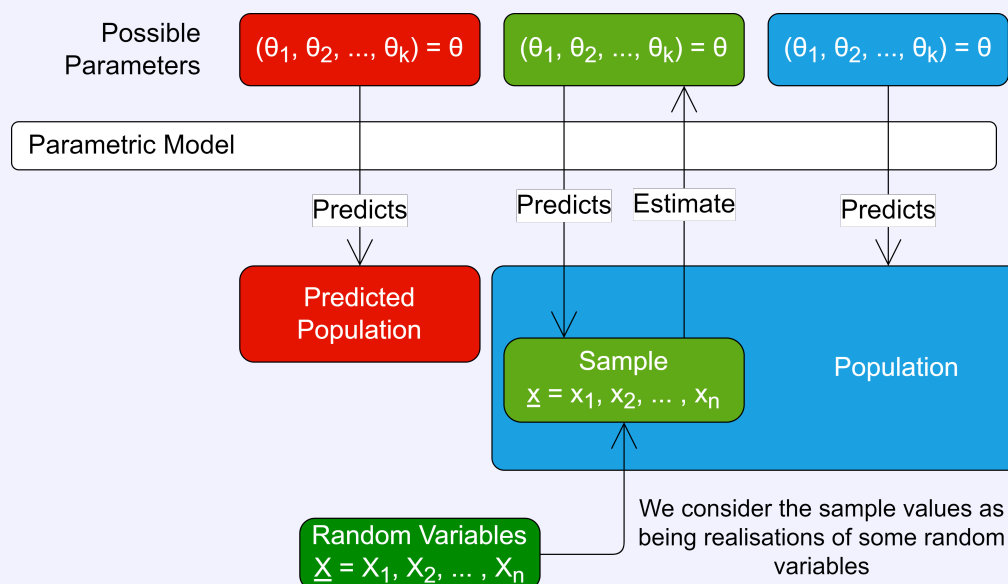 Possible
Parameters
(θ₁, θ₂, ..., θₖ) = θ
(θ₁, θ₂, ..., θₖ) = θ
(θ₁, θ₂, ..., θₖ) = θ
Parametric Model
Predicts
Predicts
Estimate
Predicts
Predicted
Population
Sample
x̲ = x₁, x₂, ... , xₙ
Population
Random Variables
X̲ = X₁, X₂, ... , Xₙ
We consider the sample values as
being realisations of some random
variables